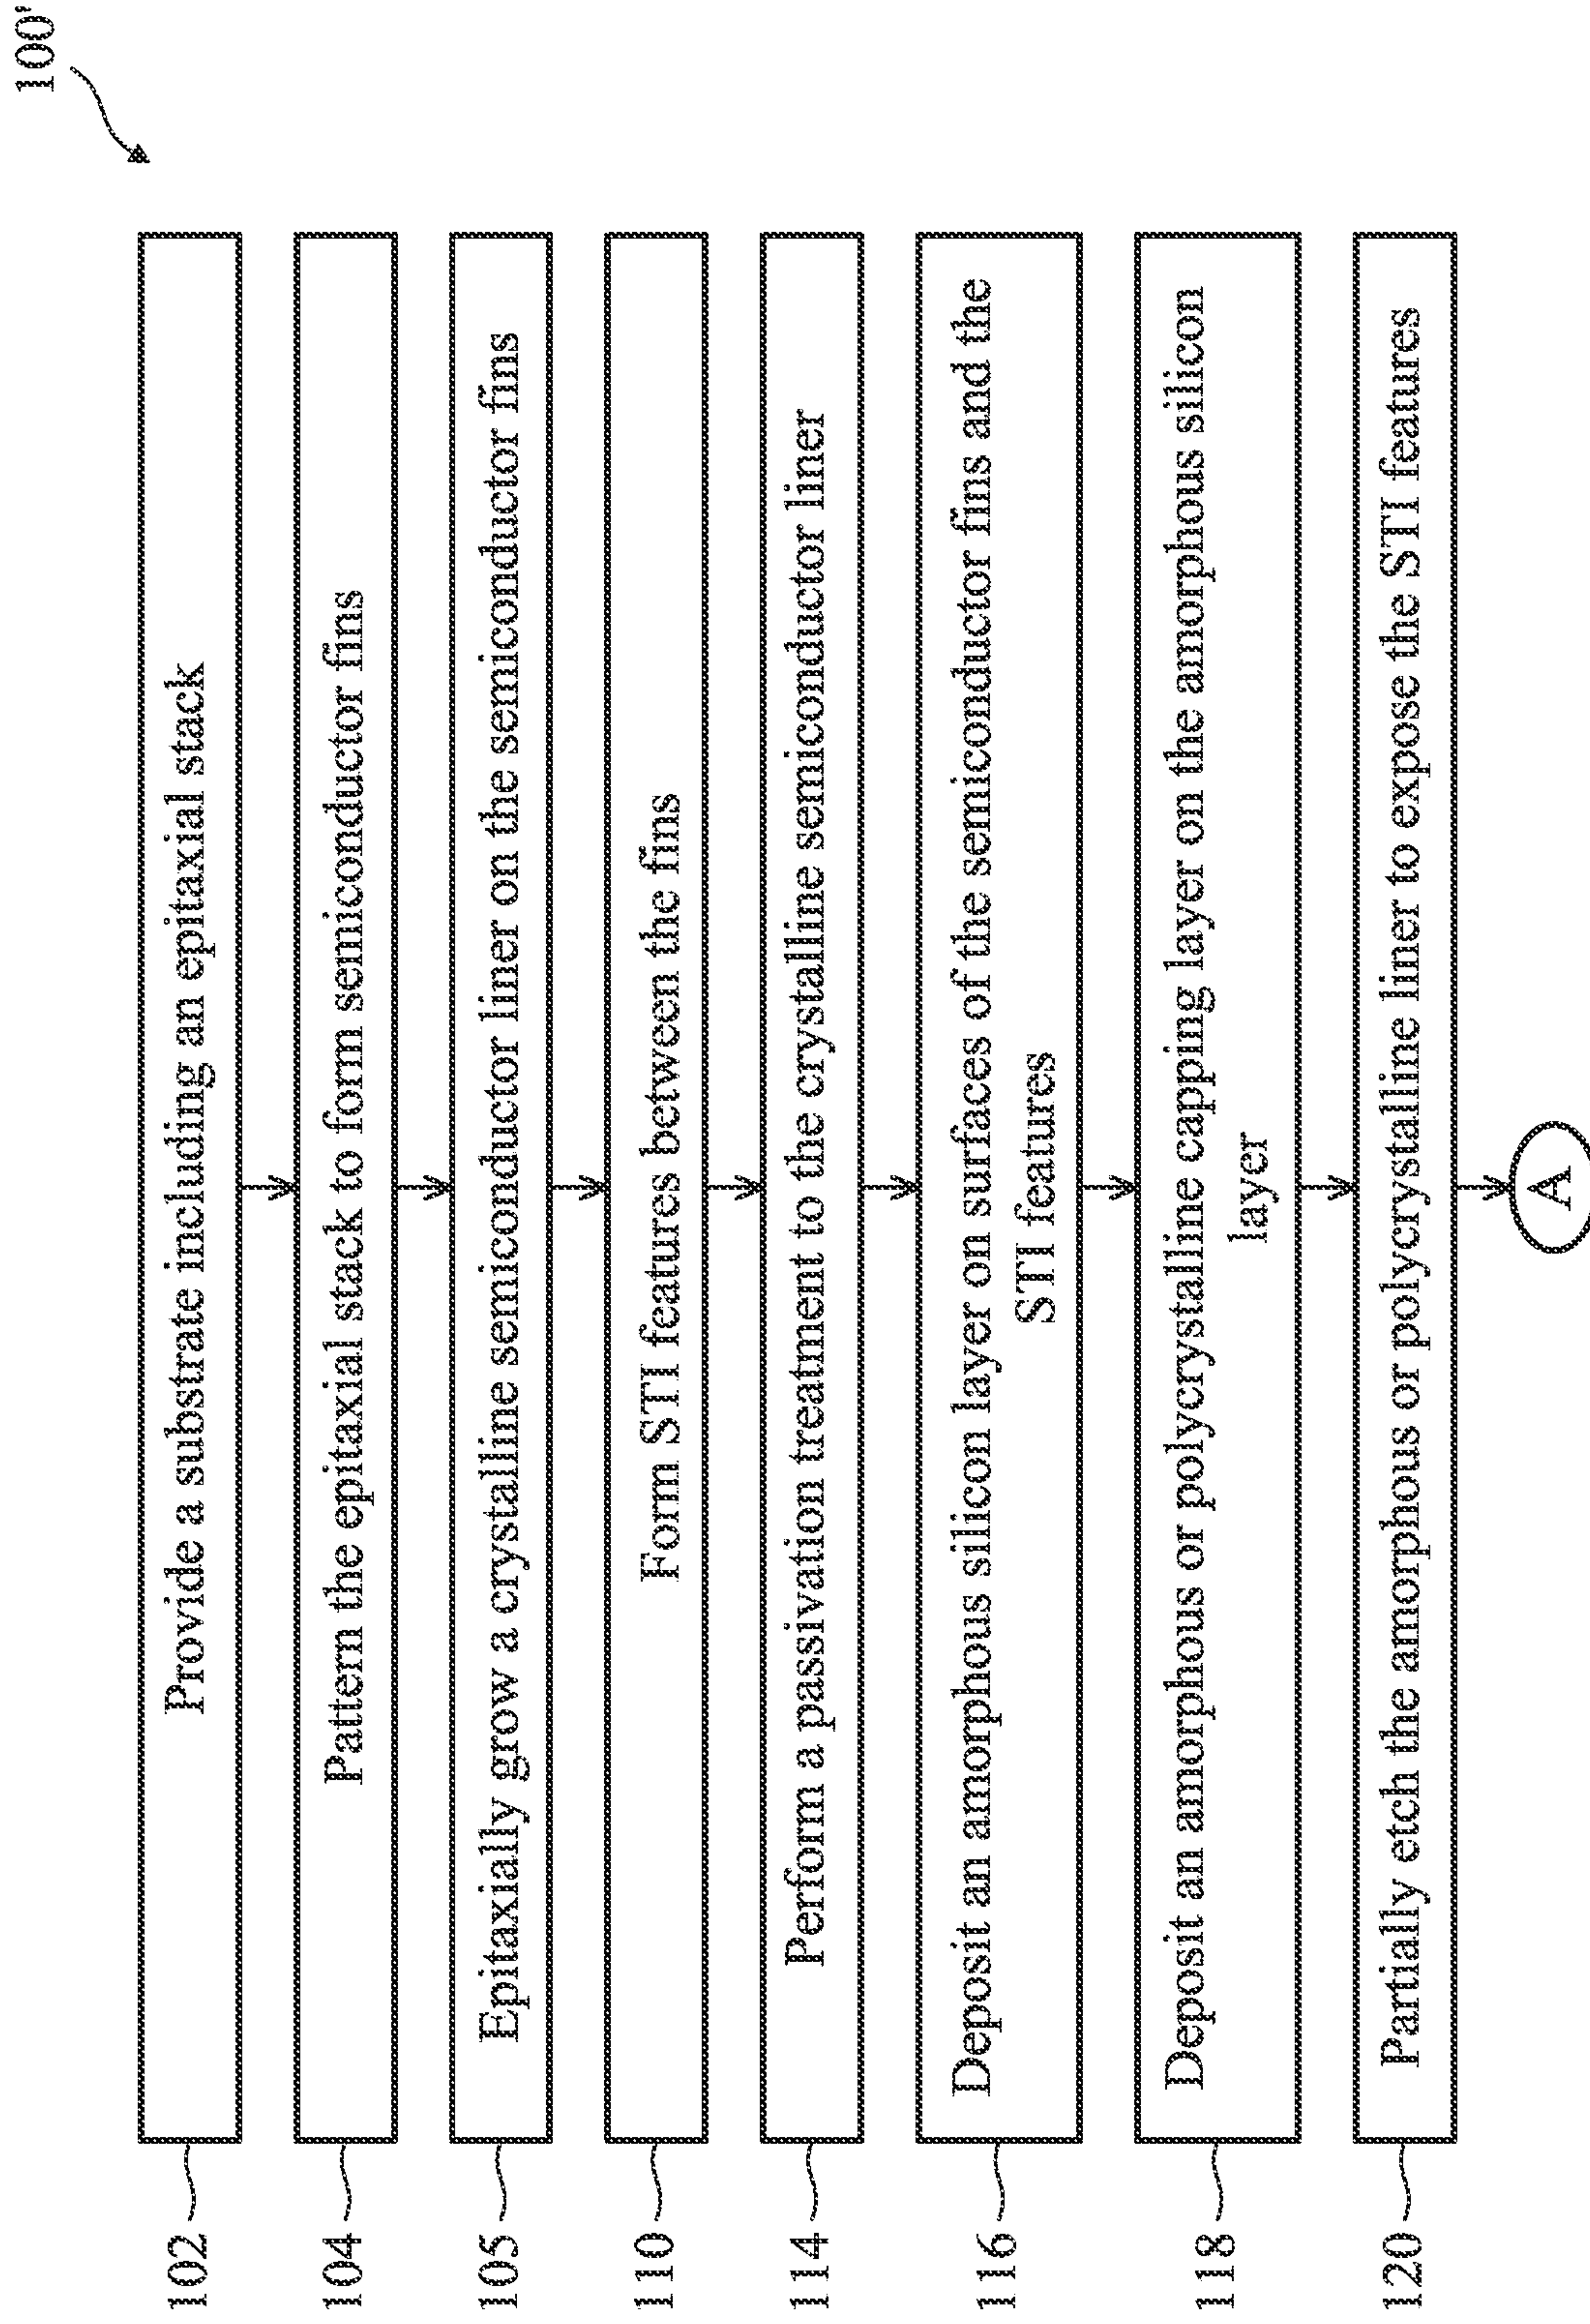 100'
102
Provide a substrate including an epitaxial stack
104
Pattern the epitaxial stack to form semiconductor fins
105
Epitaxially grow a crystalline semiconductor liner on the semiconductor fins
110
Form STI features between the fins
114
Perform a passivation treatment to the crystalline semiconductor liner
116
Deposit an amorphous silicon layer on surfaces of the semiconductor fins and the
STI features
118
Deposit an amorphous or polycrystalline capping layer on the amorphous silicon
layer
120
Partially etch the amorphous or polycrystalline liner to expose the STI features
A